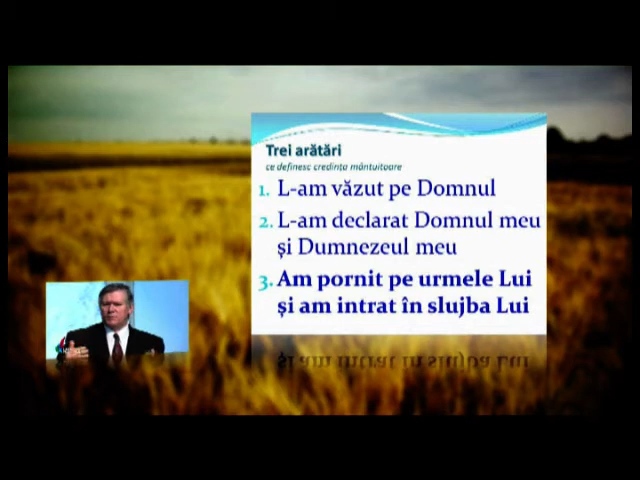 Trei arătări
ce definesc credința mântuitoare
1. L-am văzut pe Domnul
2. L-am declarat Domnul meu
și Dumnezeul meu
3. Am pornit pe urmele Lui
și am intrat în slujba Lui